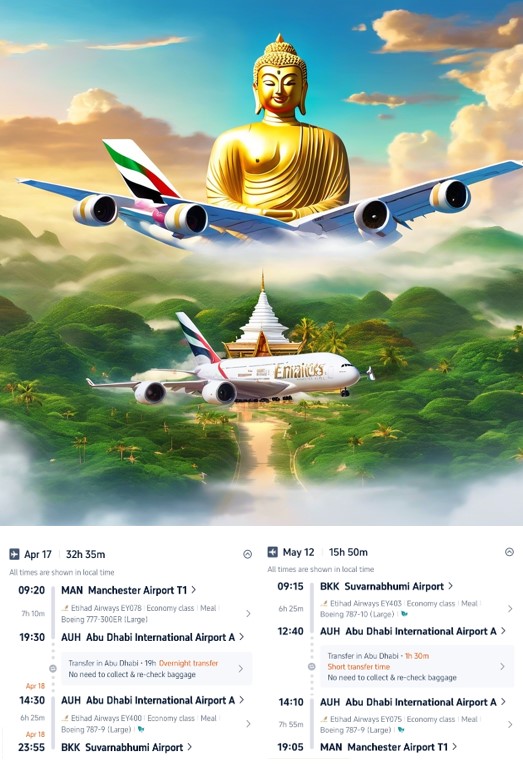 Emirates
Apr 17 | 32h 35m
All times are shown in local time
09:20 MAN Manchester Airport T1
7h 10m
Etihad Airways EY076 | Economy class | Meal |
Boeing 777-300ER (Large)
19:30 AUH Abu Dhabi International Airport A
Transfer in Abu Dhabi • 19h Overnight transfer
No need to collect & re-check baggage
Apr 18
14:30 AUH Abu Dhabi International Airport A
6h 25m
Etihad Airways EY400 | Economy class | Meal |
Boeing 787-9 (Large) |
Apr 18
23:55 BKK Suvarnabhumi Airport
May 12 | 15h 50m
All times are shown in local time
09:15 BKK Suvarnabhumi Airport
6h 25m
Etihad Airways EY403 | Economy class | Meal |
Boeing 787-10 (Large) |
12:40 AUH Abu Dhabi International Airport A
Transfer in Abu Dhabi • 1h 30m
Short transfer time
No need to collect & re-check baggage
14:10 AUH Abu Dhabi International Airport A
7h 55m
Etihad Airways EY075 | Economy class | Meal |
Boeing 787-9 (Large) |
19:05 MAN Manchester Airport T1